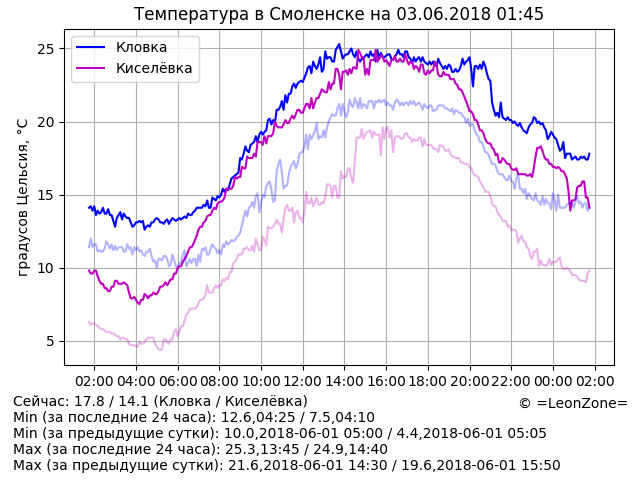 Температура в Смоленске на 03.06.2018 01:45
Кловка
Киселёвка
градусов Цельсия, °C
25
20
15
10
5
02:00 04:00 06:00 08:00 10:00 12:00 14:00 16:00 18:00 20:00 22:00 00:00 02:00
Сейчас: 17.8 / 14.1 (Кловка / Киселёвка)
© =LeonZone=
Min (за последние 24 часа): 12.6,04:25 / 7.5,04:10
Min (за предыдущие сутки): 10.0,2018-06-01 05:00 / 4.4,2018-06-01 05:05
Max (за последние 24 часа): 25.3,13:45 / 24.9,14:40
Max (за предыдущие сутки): 21.6,2018-06-01 14:30 / 19.6,2018-06-01 15:50